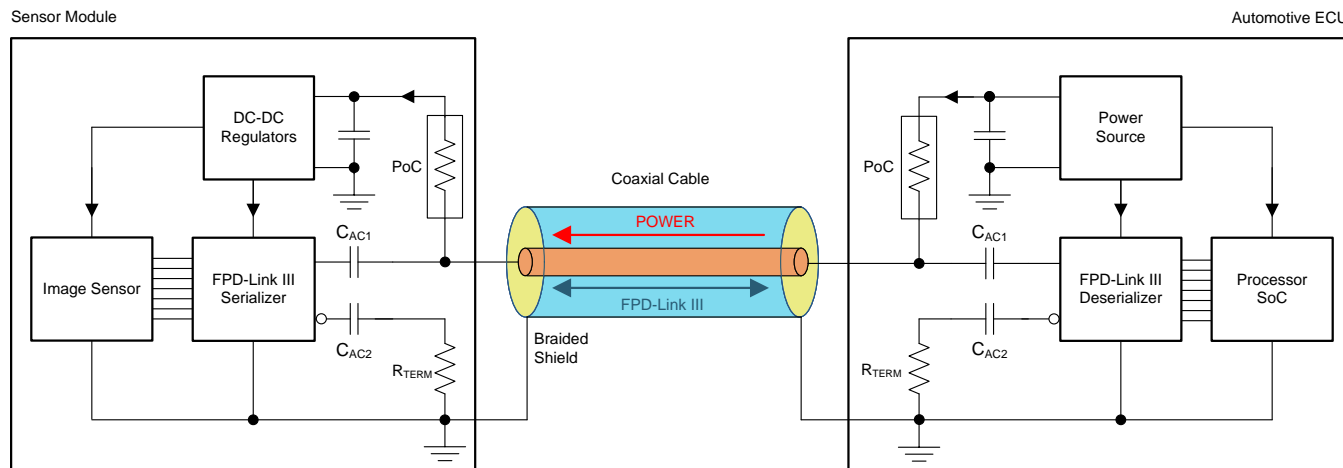 Sensor Module
Automotive ECU
DC-DC
Regulators
PoC
Coaxial Cable
PoC
Power
Source
POWER
CAC1
CAC1
Image Sensor
FPD-Link III
Serializer
FPD-Link III
FPD-Link III
Deserializer
Processor
SoC
CAC2
Braided
Shield
CAC2
RTERM
RTERM